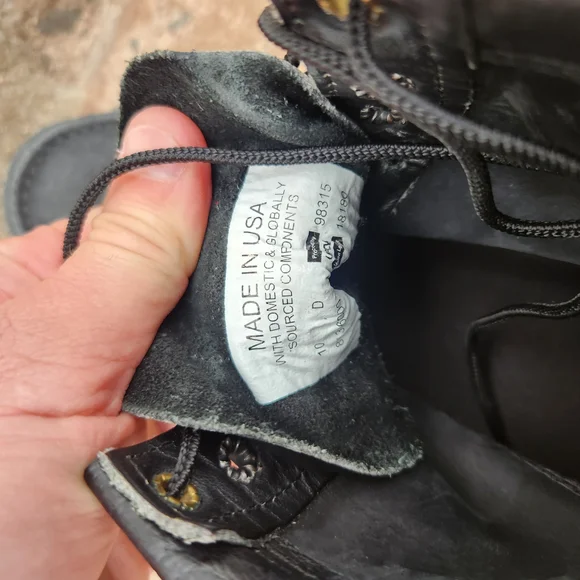 MADE IN USA
WITH DOMESTIC & GLOBALLY
SOURCED COMPONENTS
98315
10 D